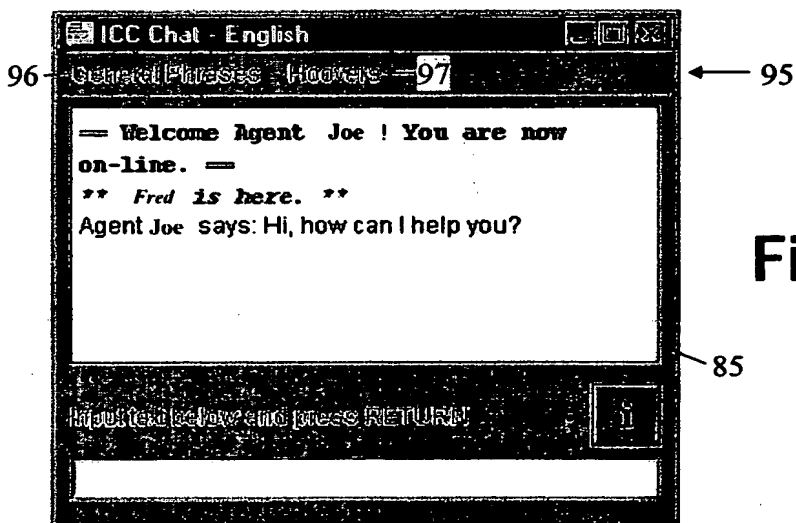 ICC Chat - English
96 General Phrases Hoovers 97 95
== Welcome Agent Joe ! You are now
on-line. ==
** Fred is here. **
Agent Joe says: Hi, how can I help you?
Fi
85
Input text below and press RETURN
i